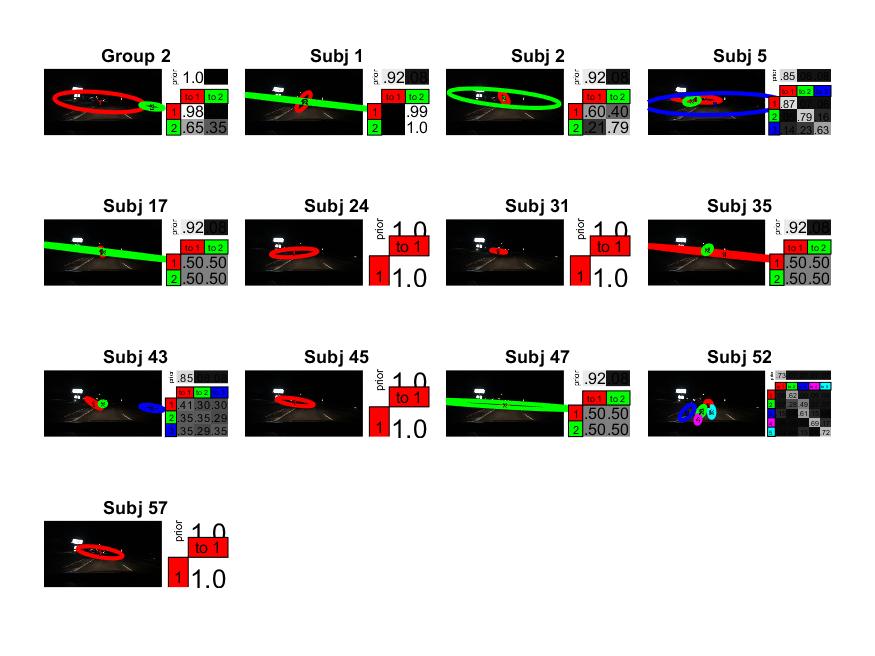 Group 2
prior 1.0
to 1 to 2
1 .98
2 .65 .35
Subj 1
prior .92 .08
to 1 to 2
1 .99
2 1.0
Subj 2
prior .92 .08
to 1 to 2
1 .60 .40
2 .21 .79
Subj 5
prior .85
to 1 to 2
1 .87
2 .79 .16
.14 .23 .63
Subj 17
prior .92 .08
to 1 to 2
1 .50 .50
2 .50 .50
Subj 24
prior 1.0
to 1
1 1.0
Subj 31
prior 1.0
to 1
1 1.0
Subj 35
prior .92 .08
to 1 to 2
1 .50 .50
2 .50 .50
Subj 43
prior .85
to 1 to 2
1 .41 .30 .30
2 .35 .35 .29
.35 .29 .35
Subj 45
prior 1.0
to 1
1 1.0
Subj 47
prior .92 .08
to 1 to 2
1 .50 .50
2 .50 .50
Subj 52
.73
.62
.28 .49
.61
.69
.72
Subj 57
prior 1.0
to 1
1 1.0